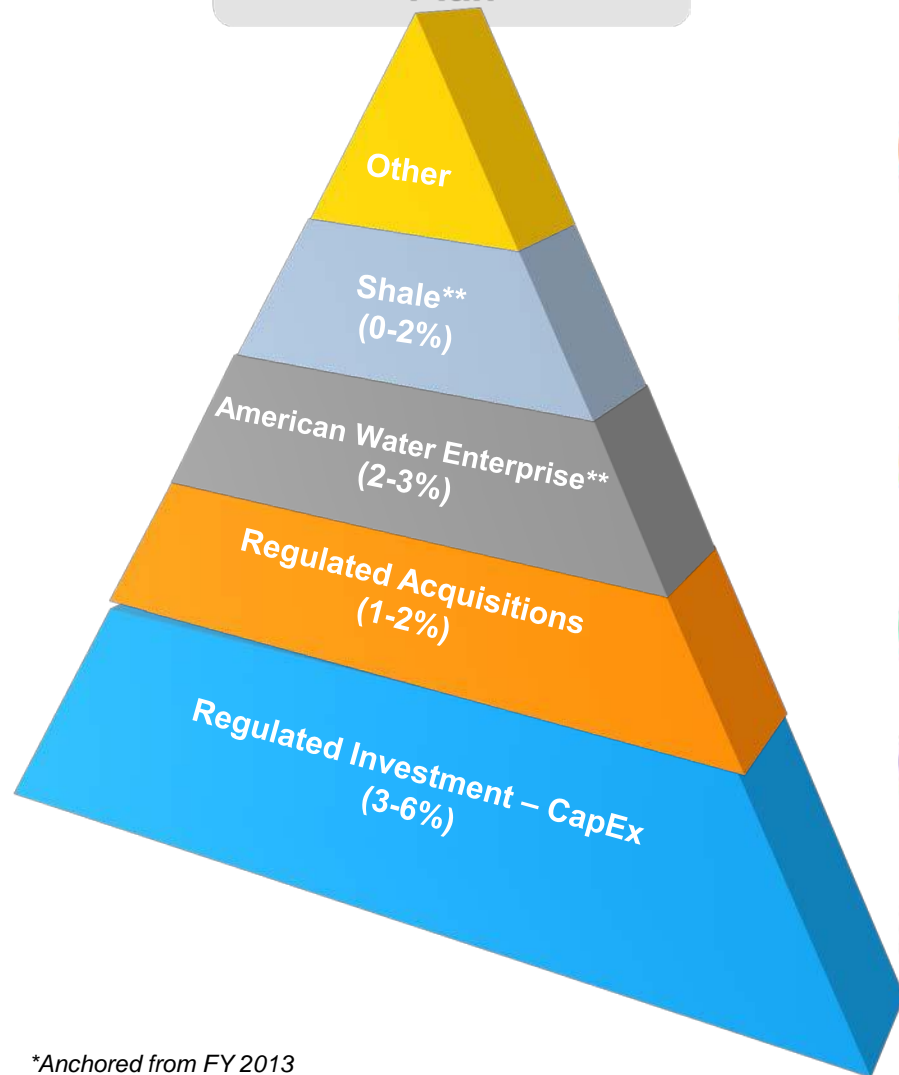 Other
Shale**
(0-2%)
American Water Enterprise**
(2-3%)
Regulated Acquisitions
(1-2%)
Regulated Investment – CapEx
(3-6%)
*Anchored from FY 2013